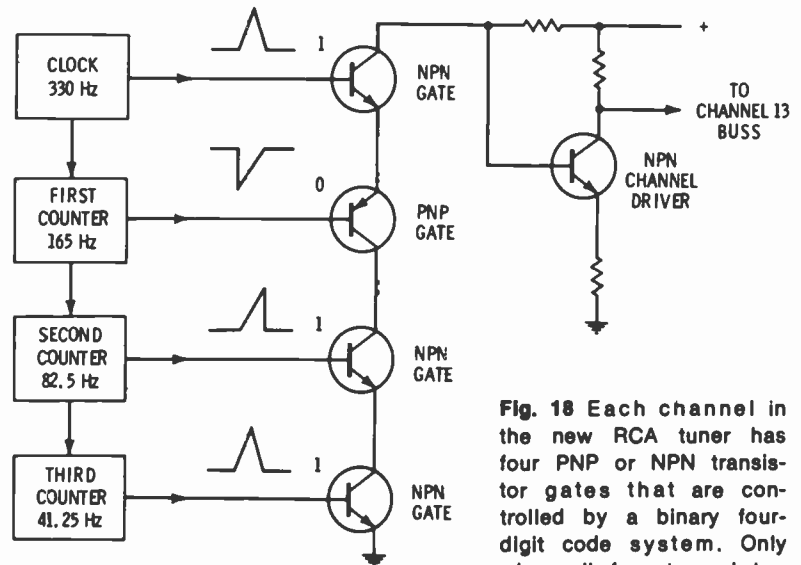 CLOCK
330 Hz
1
NPN
GATE
+
TO
CHANNEL 13
BUSS
NPN
CHANNEL
DRIVER
FIRST
COUNTER
165 Hz
0
PNP
GATE
SECOND
COUNTER
82.5 Hz
1
NPN
GATE
THIRD
COUNTER
41.25 Hz
1
NPN
GATE
Fig. 18 Each channel in
the new RCA tuner has
four PNP or NPN transis-
tor gates that are con-
trolled by a binary four-
digit code system. Only